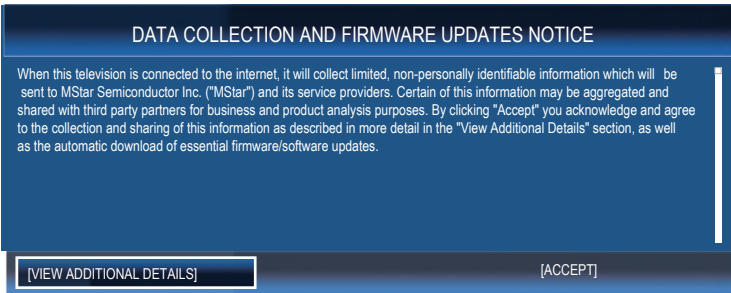 DATA COLLECTION AND FIRMWARE UPDATES NOTICE
When this television is connected to the internet, it will collect limited, non-personally identifiable information which will be
sent to MStar Semiconductor Inc. ("MStar") and its service providers. Certain of this information may be aggregated and
shared with third party partners for business and product analysis purposes. By clicking "Accept" you acknowledge and agree
to the collection and sharing of this information as described in more detail in the "View Additional Details" section, as well
as the automatic download of essential firmware/software updates.
[VIEW ADDITIONAL DETAILS]
[ACCEPT]